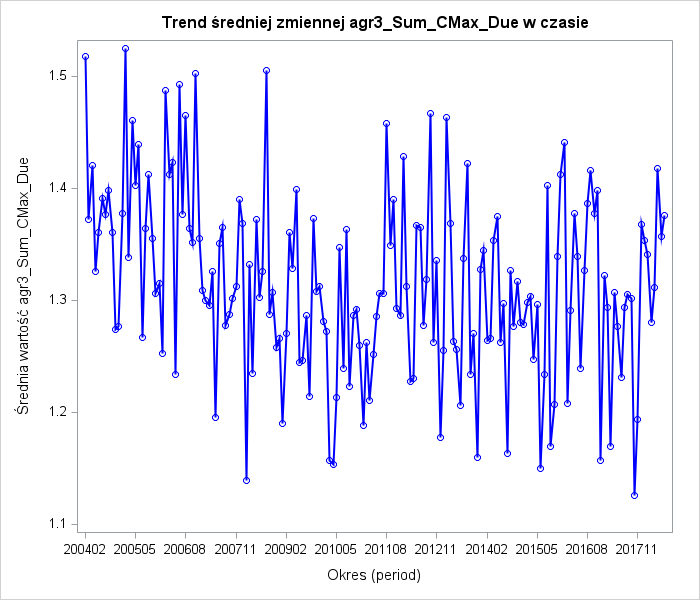 Trend średniej zmiennej agr3_Sum_CMax_Due w czasie
Średnia wartość agr3_Sum_CMax_Due
1.5
1.4
1.3
1.2
1.1
200402 200505 200608 200711 200902 201005 201108 201211 201402 201505 201608 201711
Okres (period)